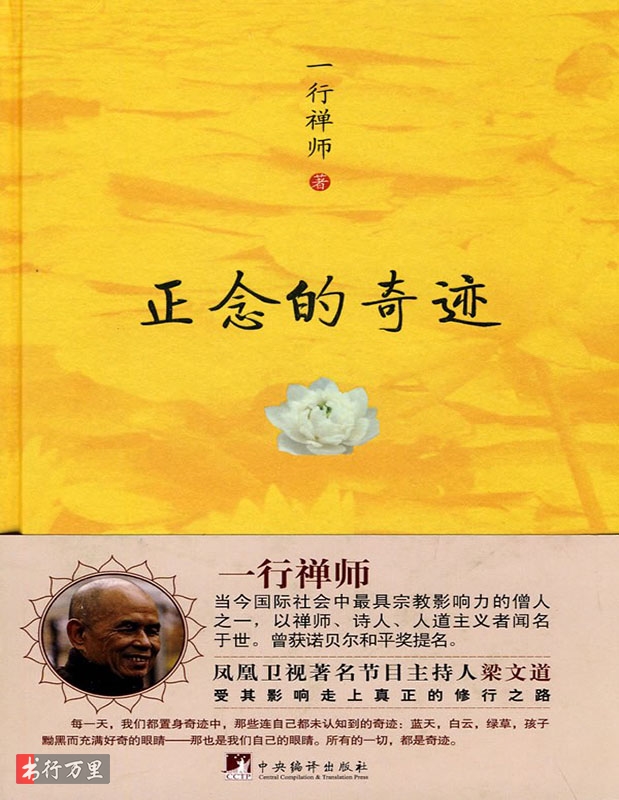 一行禅师
著
正念的奇迹
一行禅师
当今国际社会中最具宗教影响力的僧人
之一，以禅师、诗人、人道主义者闻名
于世。曾获诺贝尔和平奖提名。
凤凰卫视著名节目主持人梁文道
受其影响走上真正的修行之路
每一天，我们都置身奇迹中，那些连自己都未认知到的奇迹：蓝天，白云，绿草，孩子
黝黑而充满好奇的眼睛——那也是我们自己的眼睛。所有的一切，都是奇迹。
书行万里
CCTP
中央编译出版社
Central Compilation & Translation Press